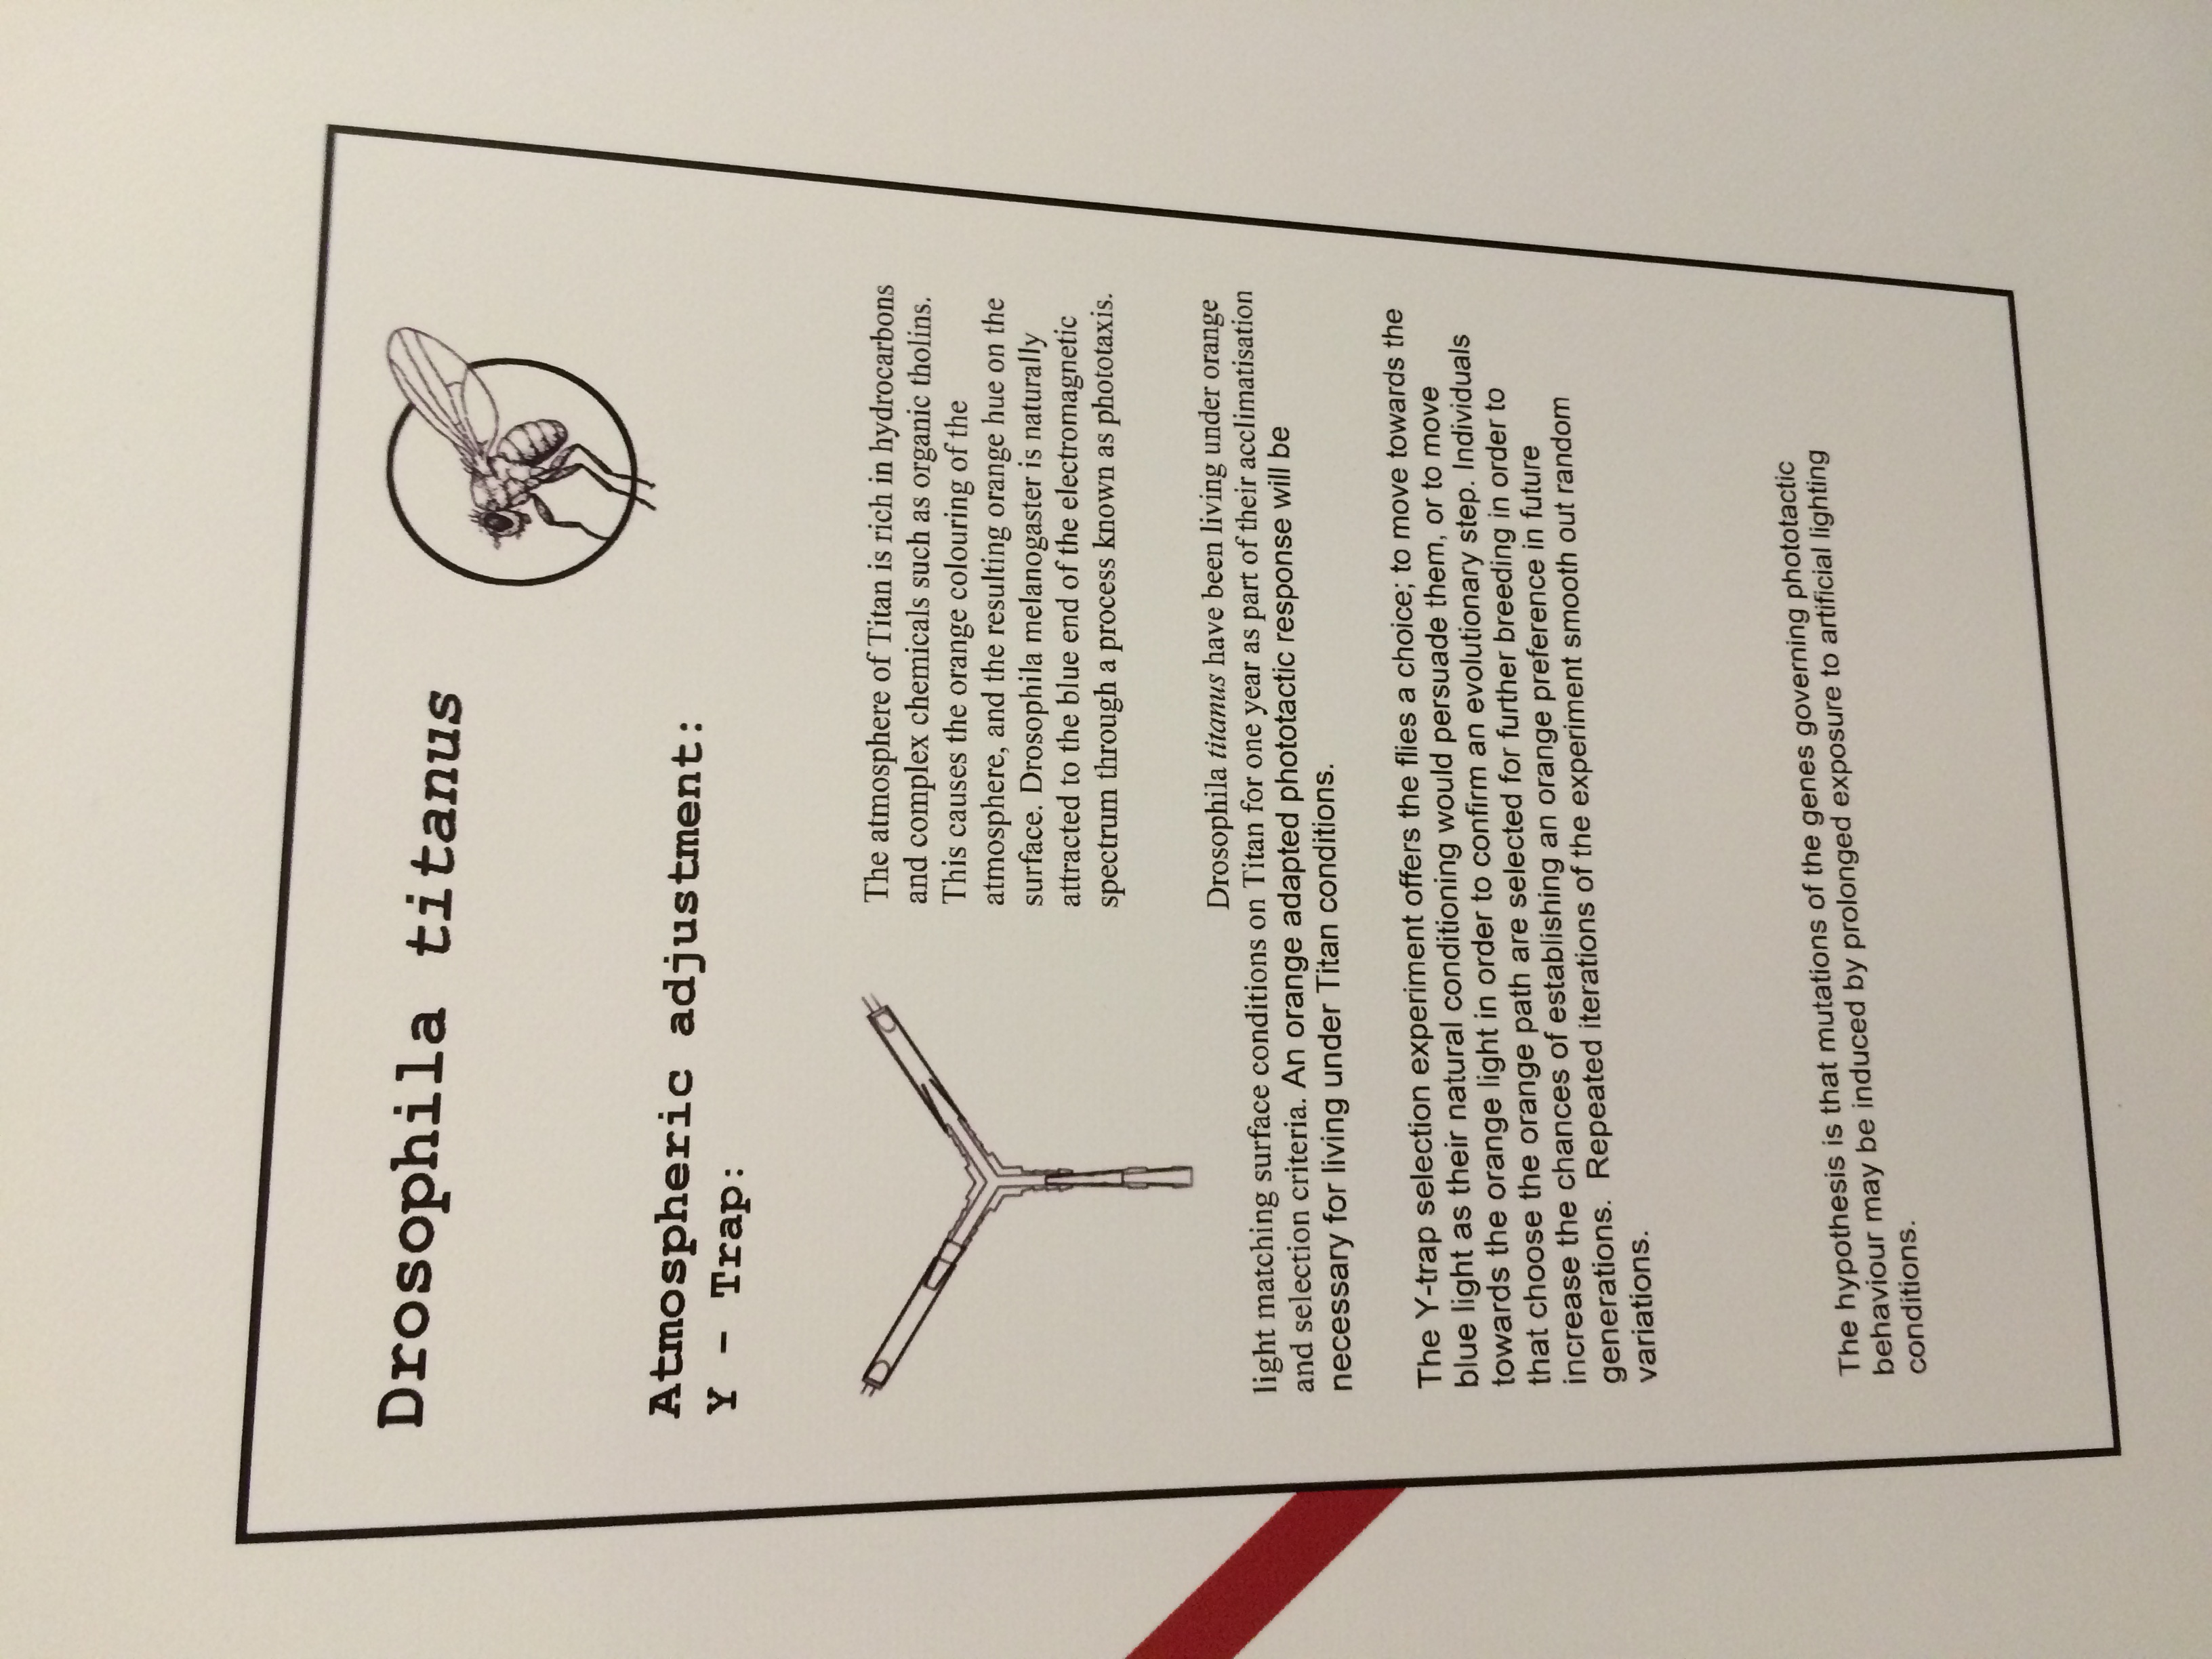 Drosophila titanus
Atmospheric adjustment:
Y - Trap:
The atmosphere of Titan is rich in hydrocarbons
and complex chemicals such as organic tholins.
This causes the orange colouring of the
atmosphere, and the resulting orange hue on the
surface. Drosophila melanogaster is naturally
attracted to the blue end of the electromagnetic
spectrum through a process known as phototaxis.
Drosophila titanus have been living under orange
light matching surface conditions on Titan for one year as part of their acclimatisation
and selection criteria. An orange adapted phototactic response will be
necessary for living under Titan conditions.
The Y-trap selection experiment offers the flies a choice; to move towards the
blue light as their natural conditioning would persuade them, or to move
towards the orange light in order to confirm an evolutionary step. Individuals
that choose the orange path are selected for further breeding in order to
increase the chances of establishing an orange preference in future
generations. Repeated iterations of the experiment smooth out random
variations.
The hypothesis is that mutations of the genes governing phototactic
behaviour may be induced by prolonged exposure to artificial lighting
conditions.